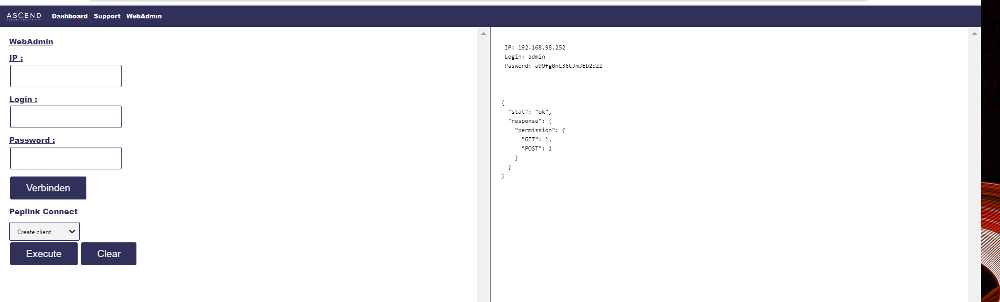 ASCEND Dashboard Support WebAdmin
WebAdmin
IP :
Login :
Password :
Verbinden
Peplink Connect
Create client
Execute Clear
IP: 192.168.98.252
Login: admin
Pasword: a99fg0nL36CJmJEb2dZZ
{
"stat": "ok",
"response": {
"permission": {
"GET": 1,
"POST": 1
}
}
}